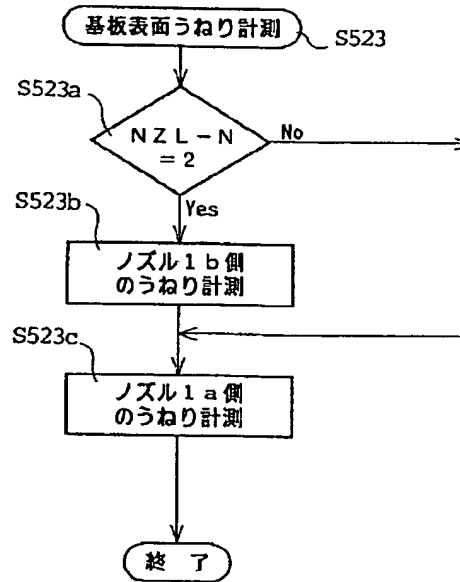 基板表面うねり計測
S523
S523a
NZL-N
=2
No
Yes
S523b
ノズル1b側
のうねり計測
S523c
ノズル1a側
のうねり計測
終 了